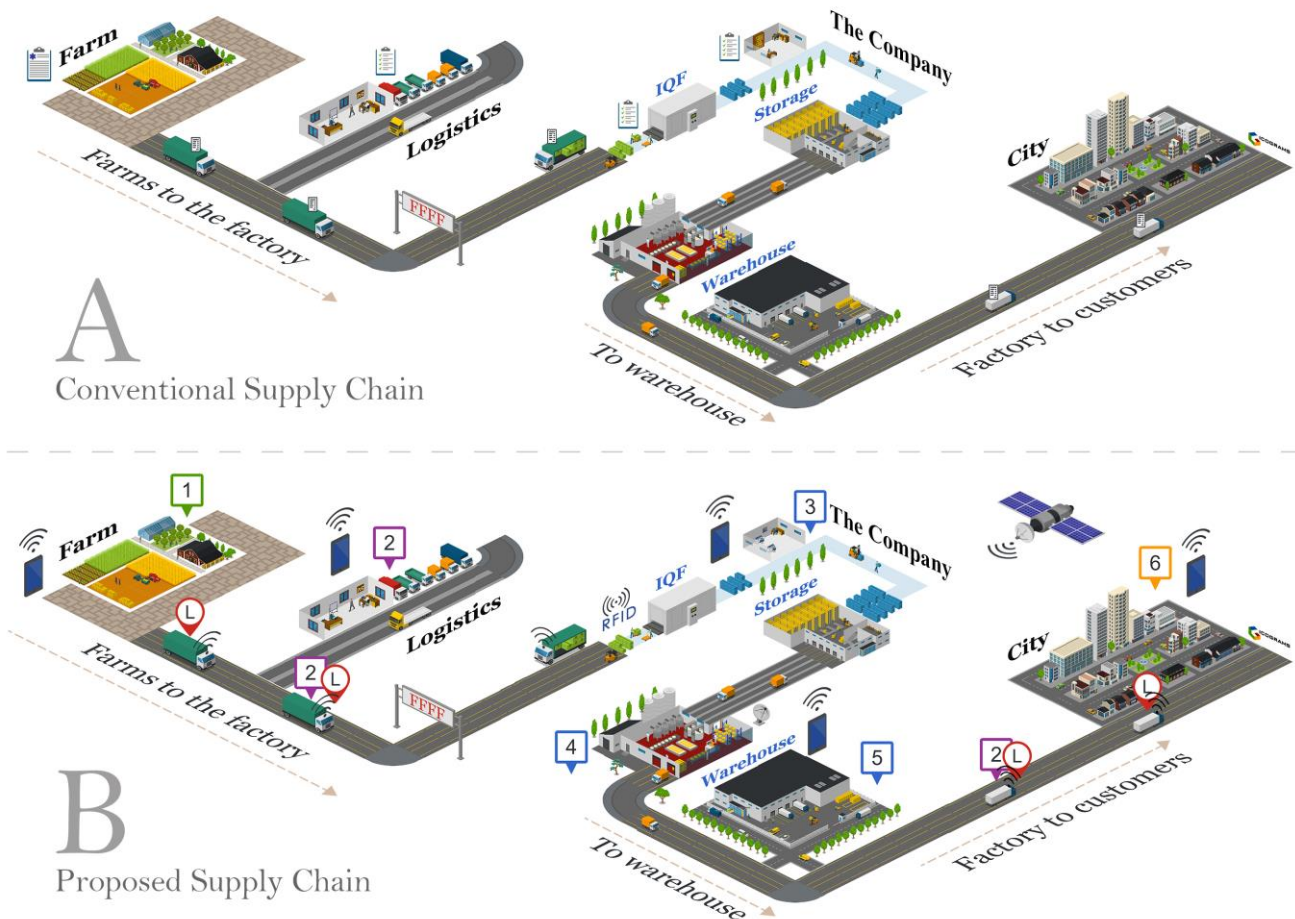 The Company
Farm
IQF
Storage
Logistics
City
ICOGRAMS
Farms to the factory
FFFF
Warehouse
A
Conventional Supply Chain
To warehouse
Factory to customers
1
2
3
The Company
6
Farm
IQF
Storage
RFID
Logistics
City
ICOGRAMS
L
Farms to the factory
2
L
FFFF
L
4
Warehouse
5
2
L
B
Proposed Supply Chain
To warehouse
Factory to customers